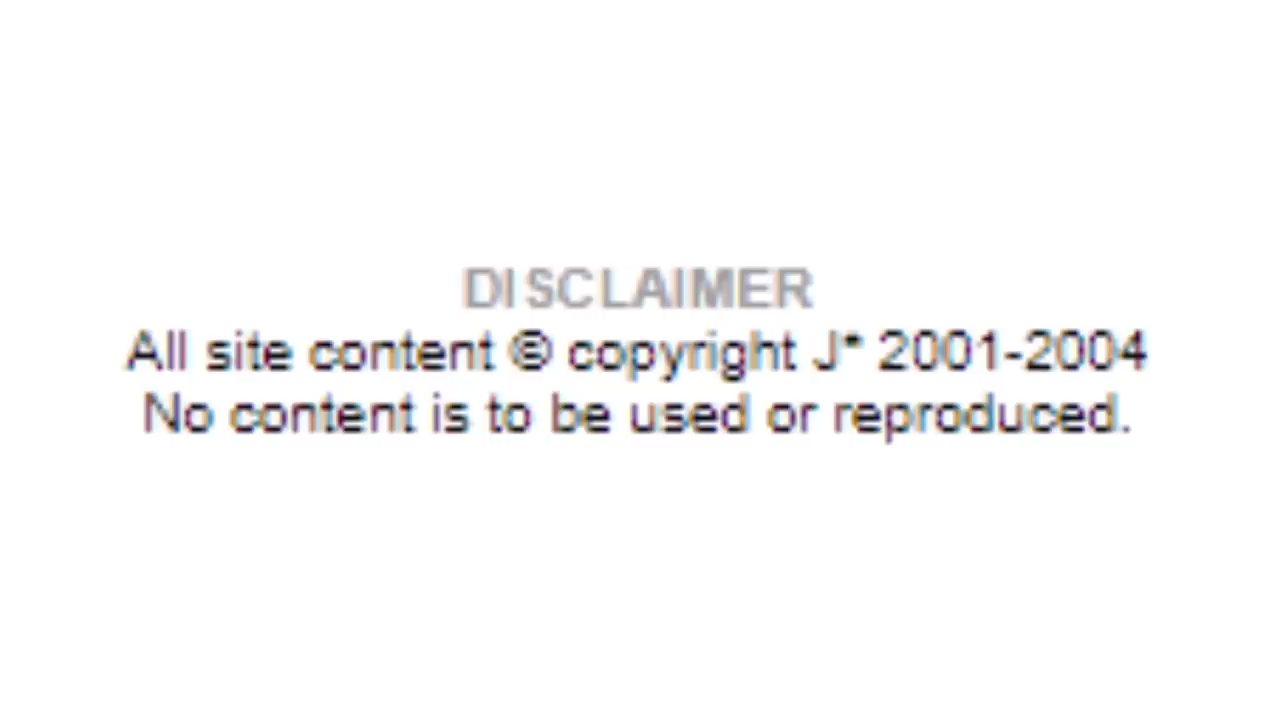 DISCLAIMER
All site content © copyright J* 2001-2004
No content is to be used or reproduced.